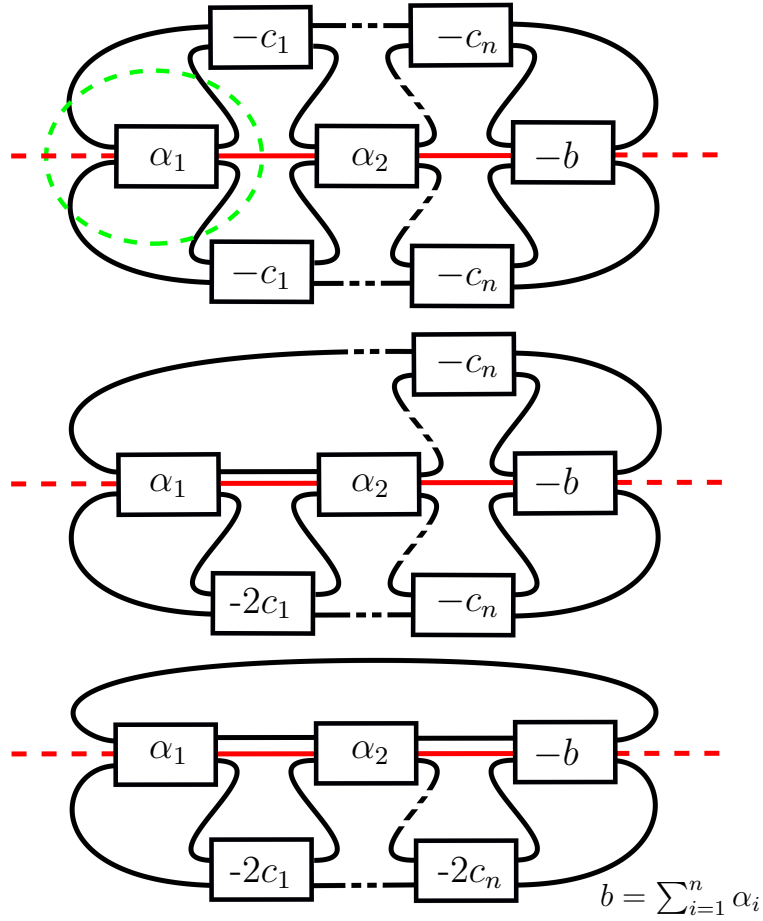 −c₁ −cₙ
α₁ α₂ −b
−c₁ −cₙ
−cₙ
α₁ α₂ −b
-2c₁ −cₙ
α₁ α₂ −b
-2c₁ -2cₙ
b = ∑ⁿᵢ₌₁ αᵢ